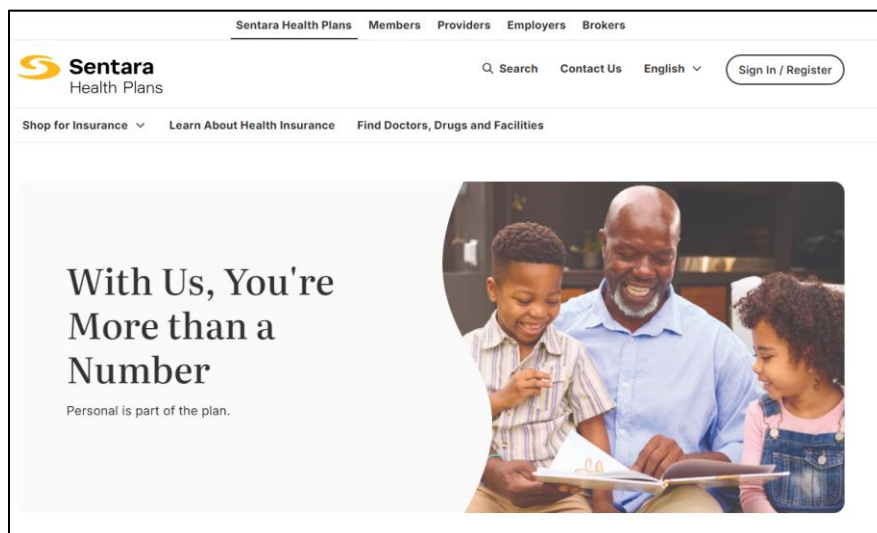 Sentara Health Plans Members Providers Employers Brokers
Sentara
Health Plans
Search Contact Us English Sign In / Register
Shop for Insurance Learn About Health Insurance Find Doctors, Drugs and Facilities
With Us, You're
More than a
Number
Personal is part of the plan.